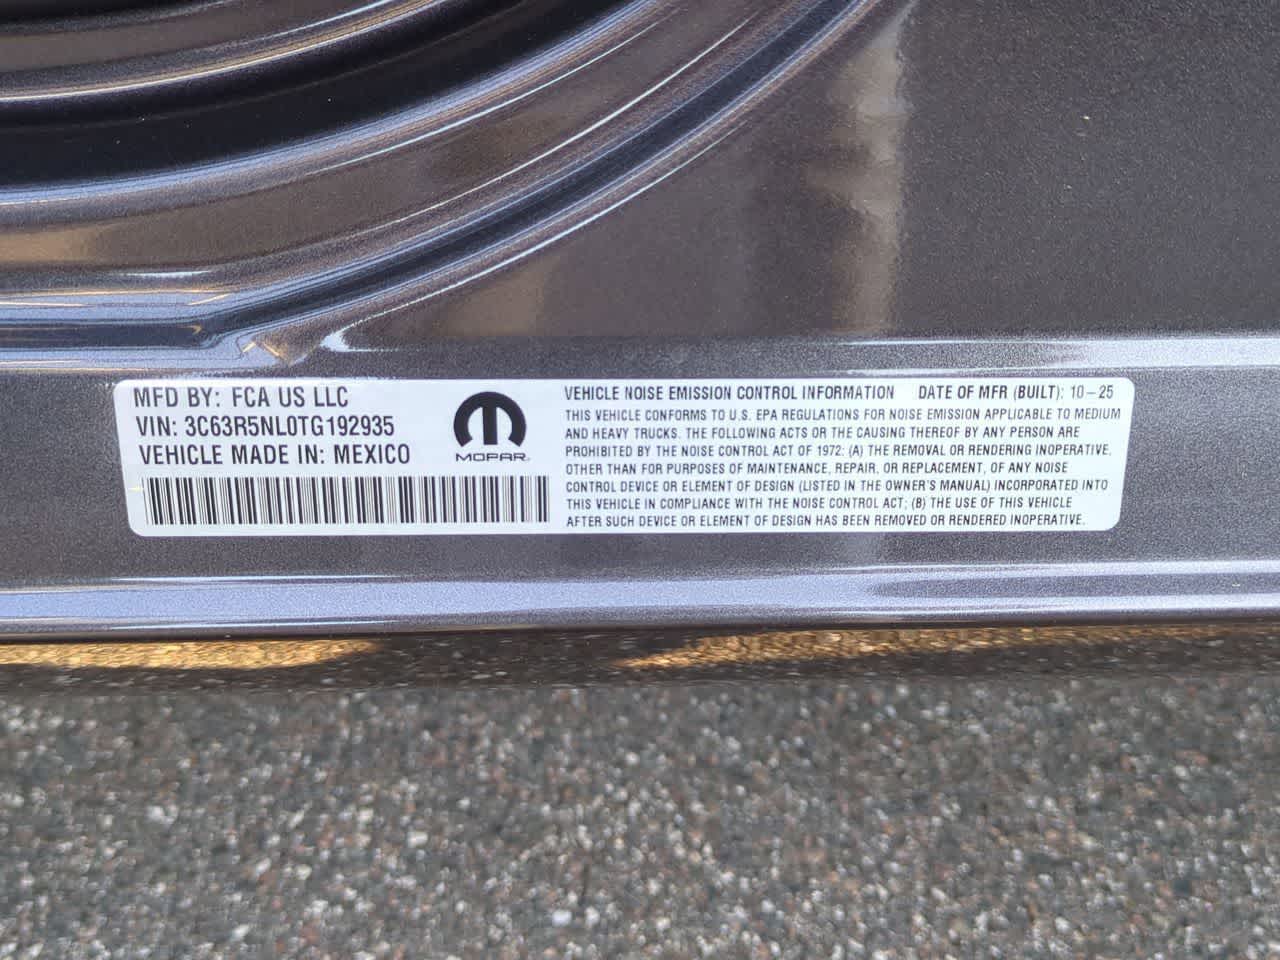 MFD BY: FCA US LLC
VIN: 3C63R5NL0TG192935
VEHICLE MADE IN: MEXICO
MOPAR
VEHICLE NOISE EMISSION CONTROL INFORMATION DATE OF MFR (BUILT): 10-25
THIS VEHICLE CONFORMS TO U.S. EPA REGULATIONS FOR NOISE EMISSION APPLICABLE TO MEDIUM
AND HEAVY TRUCKS. THE FOLLOWING ACTS OR THE CAUSING THEREOF BY ANY PERSON ARE
PROHIBITED BY THE NOISE CONTROL ACT OF 1972: (A) THE REMOVAL OR RENDERING INOPERATIVE,
OTHER THAN FOR PURPOSES OF MAINTENANCE, REPAIR, OR REPLACEMENT, OF ANY NOISE
CONTROL DEVICE OR ELEMENT OF DESIGN (LISTED IN THE OWNER'S MANUAL) INCORPORATED INTO
THIS VEHICLE IN COMPLIANCE WITH THE NOISE CONTROL ACT; (B) THE USE OF THIS VEHICLE
AFTER SUCH DEVICE OR ELEMENT OF DESIGN HAS BEEN REMOVED OR RENDERED INOPERATIVE.